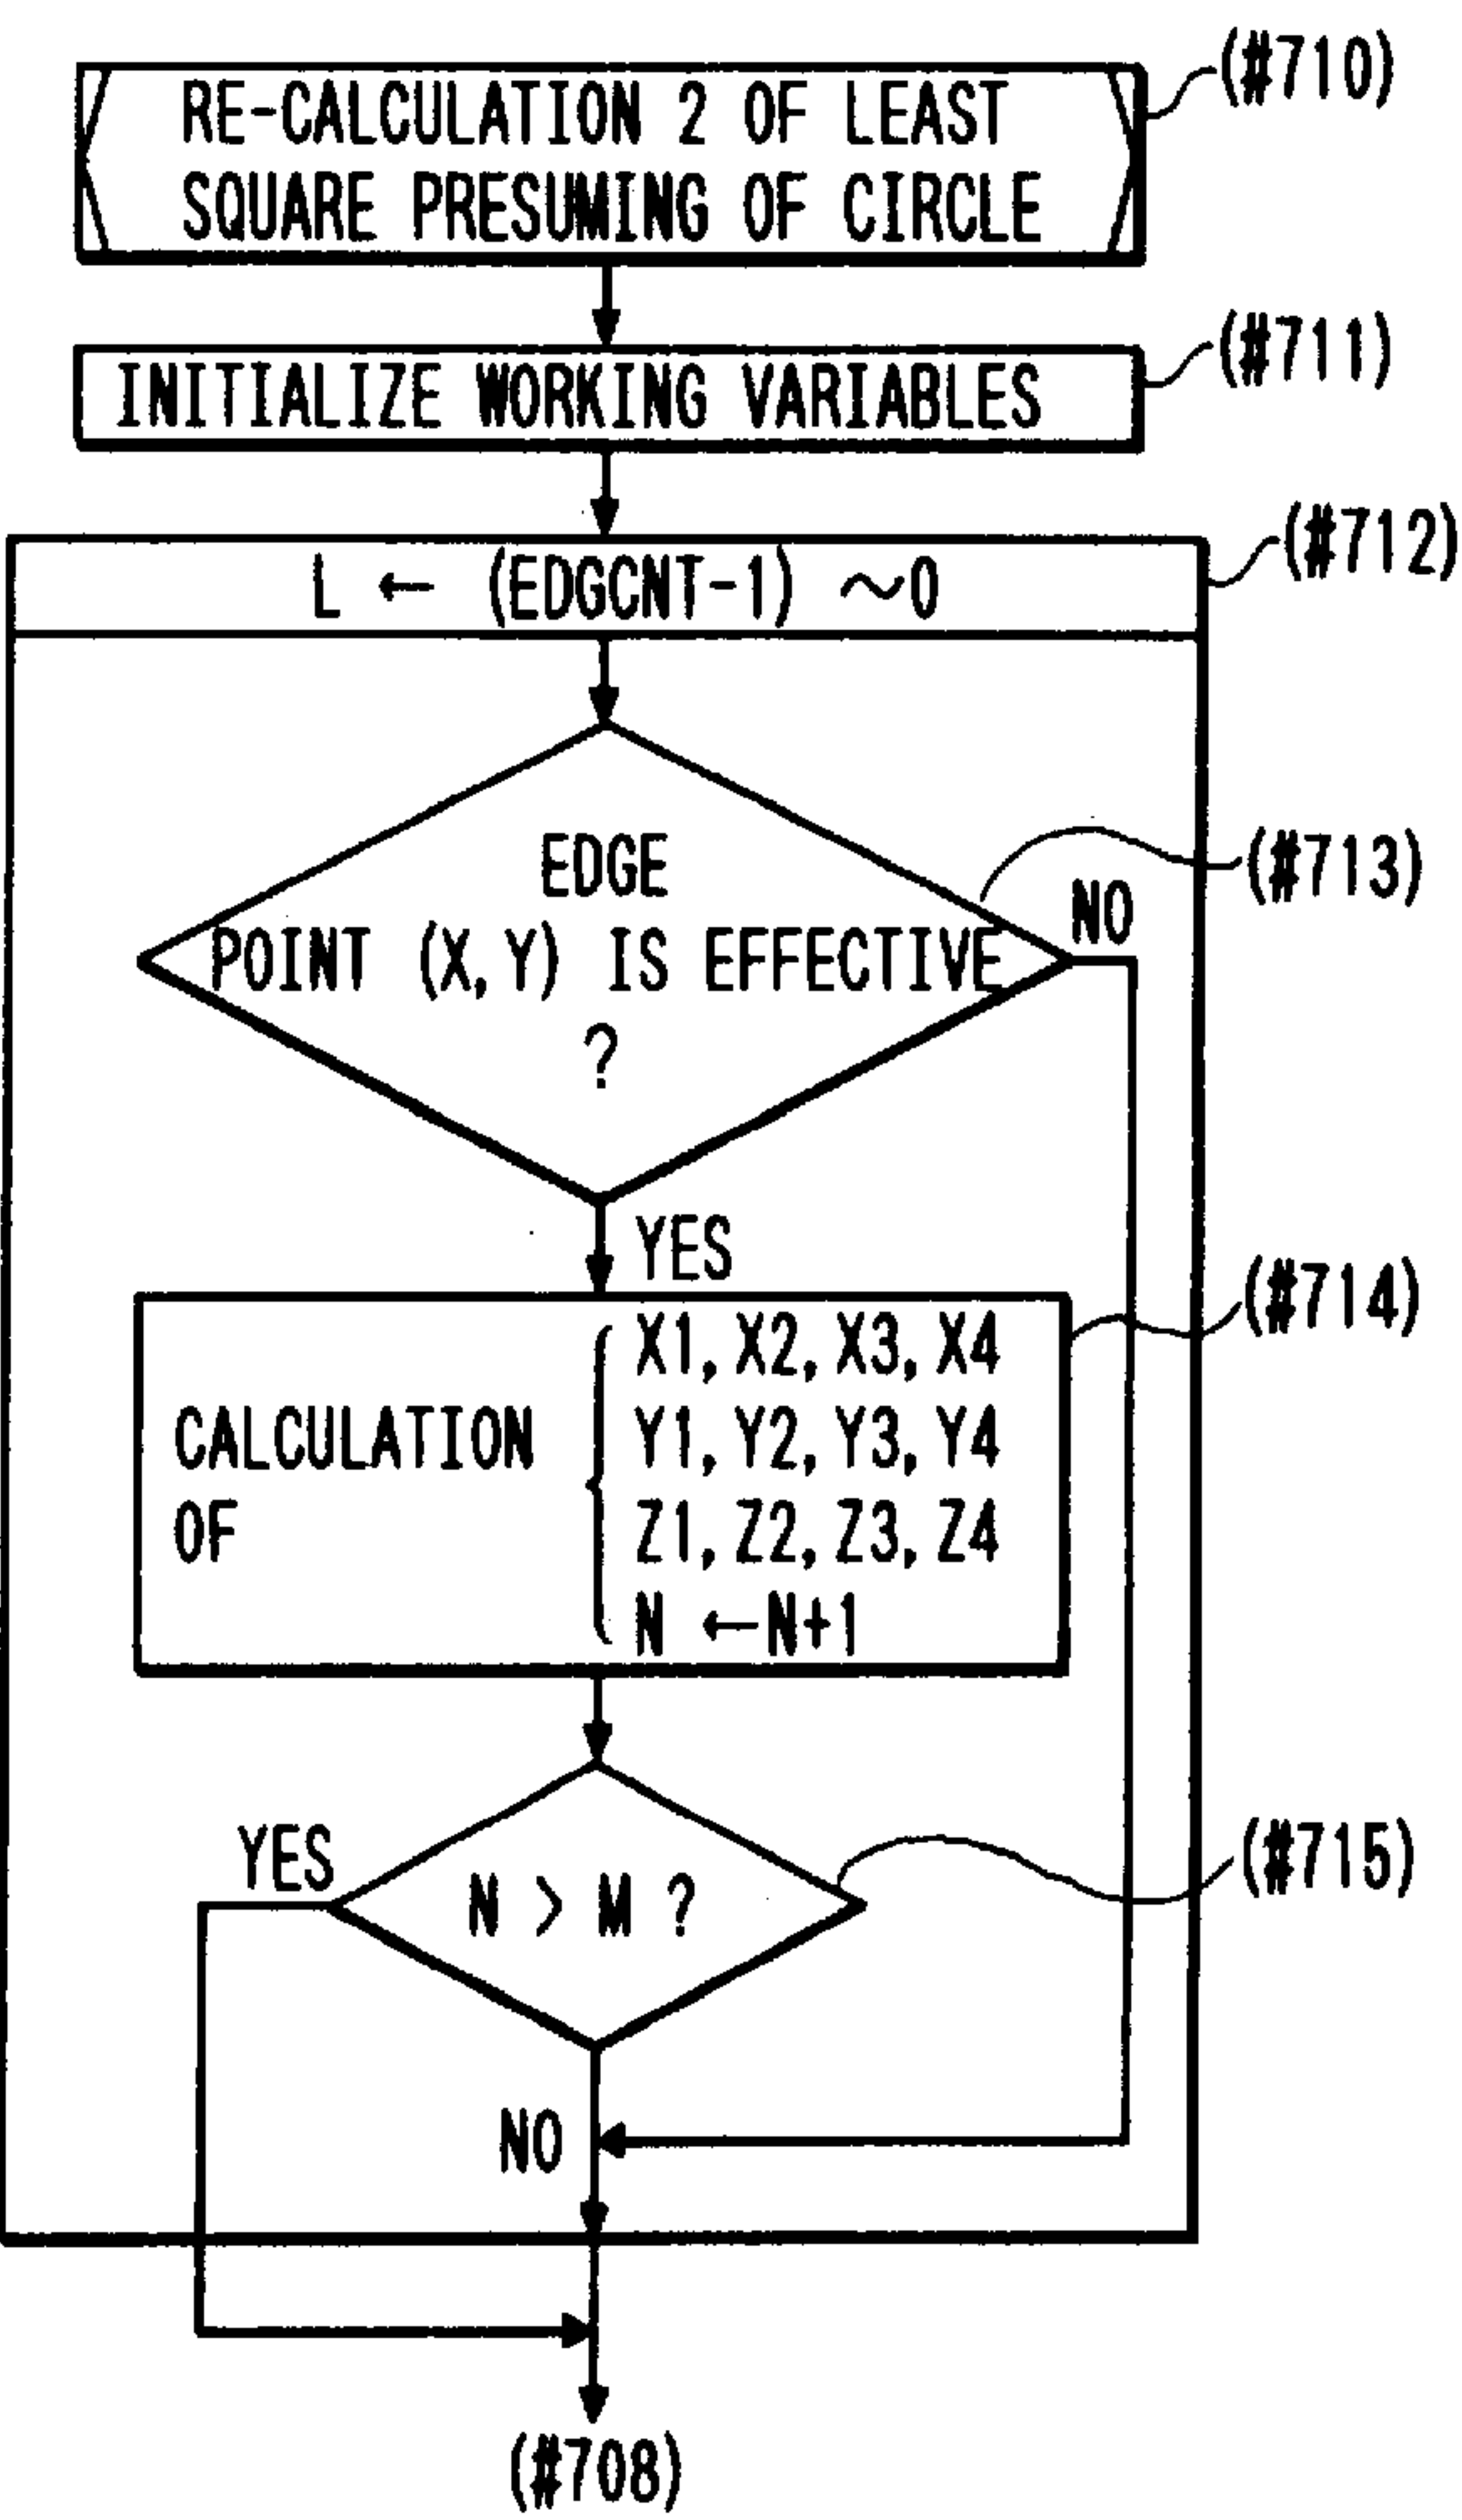 (#710)
RE-CALCULATION 2 OF LEAST
SQUARE PRESUMING OF CIRCLE
(#711)
INITIALIZE WORKING VARIABLES
(#712)
L ← (EDGCNT-1) ~0
EDGE
(#713)
NO
POINT (X, Y) IS EFFECTIVE
?
YES
(#714)
X1, X2, X3, X4
CALCULATION
Y1, Y2, Y3, Y4
OF
Z1, Z2, Z3, Z4
N ←N+1
YES
(#715)
N > M ?
NO
(#708)